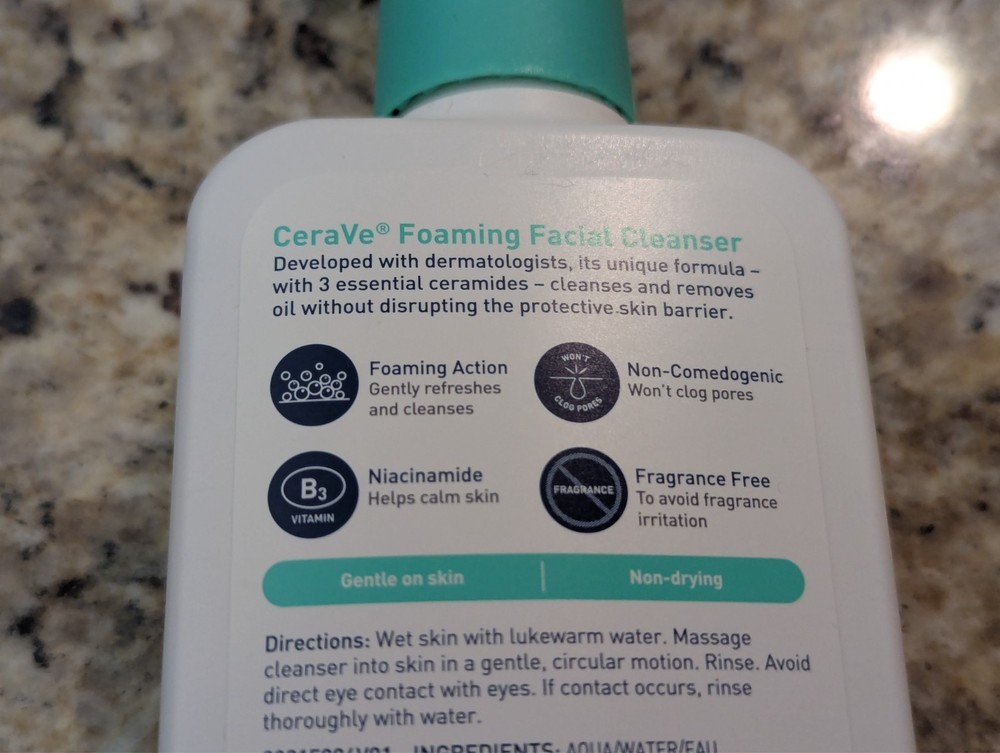 CeraVe® Foaming Facial Cleanser
Developed with dermatologists, its unique formula –
with 3 essential ceramides – cleanses and removes
oil without disrupting the protective skin barrier.
Foaming Action
Gently refreshes
and cleanses
WON'T
CLOG PORES
Non-Comedogenic
Won't clog pores
B3
VITAMIN
Niacinamide
Helps calm skin
FRAGRANCE
Fragrance Free
To avoid fragrance
irritation
Gentle on skin
Non-drying
Directions: Wet skin with lukewarm water. Massage
cleanser into skin in a gentle, circular motion. Rinse. Avoid
direct eye contact with eyes. If contact occurs, rinse
thoroughly with water.
INGREDIENTS: AQUA/WATER/EAU